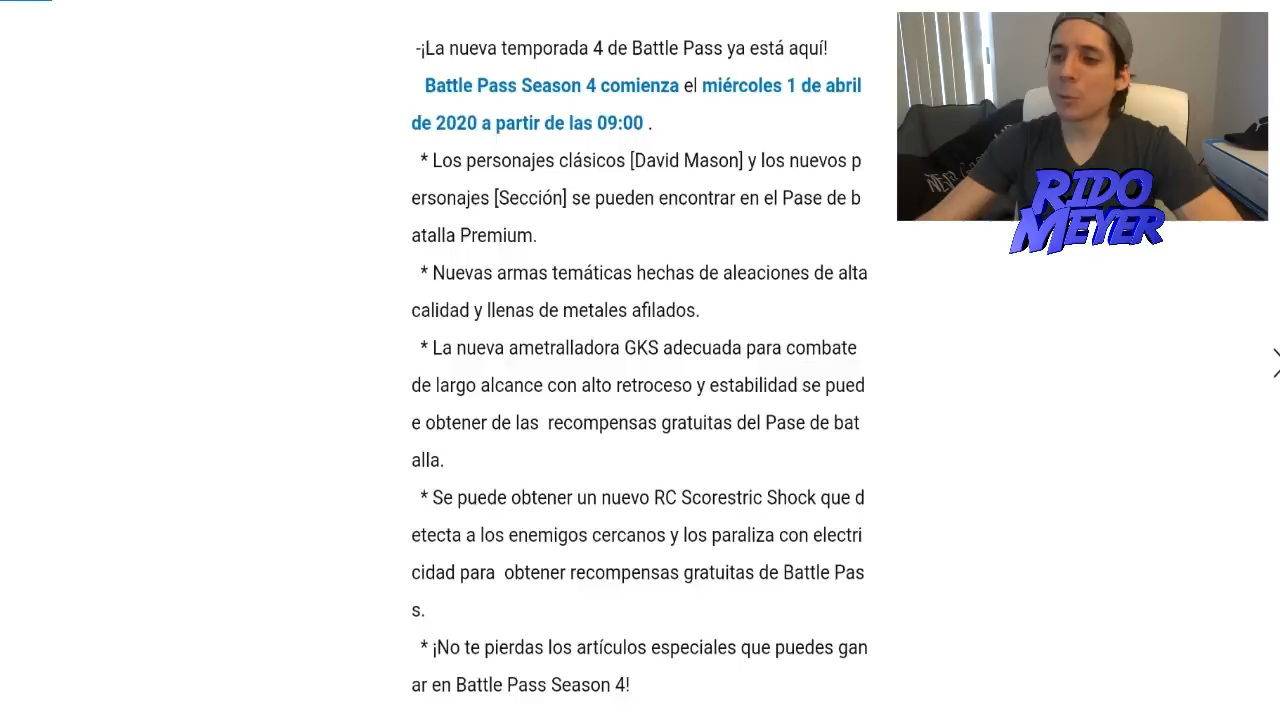 -¡La nueva temporada 4 de Battle Pass ya está aquí!
Battle Pass Season 4 comienza el miércoles 1 de abril
de 2020 a partir de las 09:00 .
* Los personajes clásicos [David Mason] y los nuevos p
ersonajes [Sección] se pueden encontrar en el Pase de b
atalla Premium.
* Nuevas armas temáticas hechas de aleaciones de alta
calidad y llenas de metales afilados.
* La nueva ametralladora GKS adecuada para combate
de largo alcance con alto retroceso y estabilidad se pued
e obtener de las recompensas gratuitas del Pase de bat
alla.
* Se puede obtener un nuevo RC Scorestric Shock que d
etecta a los enemigos cercanos y los paraliza con electri
cidad para obtener recompensas gratuitas de Battle Pas
s.
* ¡No te pierdas los artículos especiales que puedes gan
ar en Battle Pass Season 4!
RIDO
MEYER